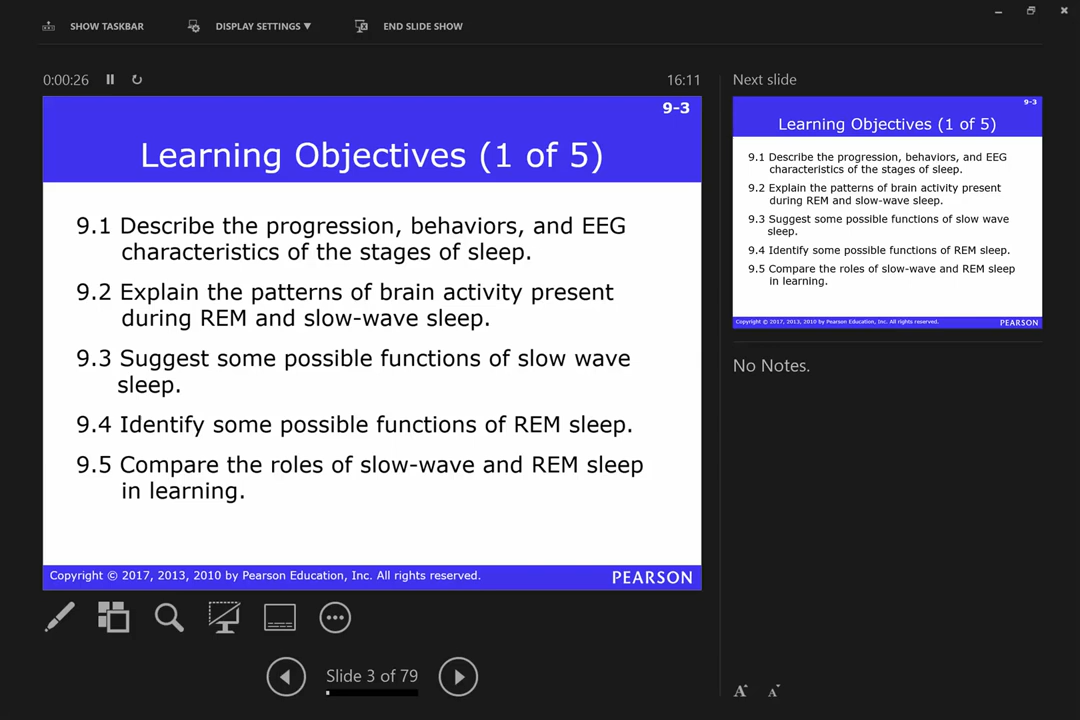 SHOW TASKBAR
DISPLAY SETTINGS ▼
END SLIDE SHOW
0:00:26
16:11
Next slide
9-3
Learning Objectives (1 of 5)
9.1 Describe the progression, behaviors, and EEG
characteristics of the stages of sleep.
9.2 Explain the patterns of brain activity present
during REM and slow-wave sleep.
9.3 Suggest some possible functions of slow wave
sleep.
9.4 Identify some possible functions of REM sleep.
9.5 Compare the roles of slow-wave and REM sleep
in learning.
Copyright © 2017, 2013, 2010 by Pearson Education, Inc. All rights reserved.
PEARSON
Slide 3 of 79
9-3
Learning Objectives (1 of 5)
9.1 Describe the progression, behaviors, and EEG
characteristics of the stages of sleep.
9.2 Explain the patterns of brain activity present
during REM and slow-wave sleep.
9.3 Suggest some possible functions of slow wave
sleep.
9.4 Identify some possible functions of REM sleep.
9.5 Compare the roles of slow-wave and REM sleep
in learning.
Copyright © 2017, 2013, 2010 by Pearson Education, Inc. All rights reserved.
PEARSON
No Notes.
A A